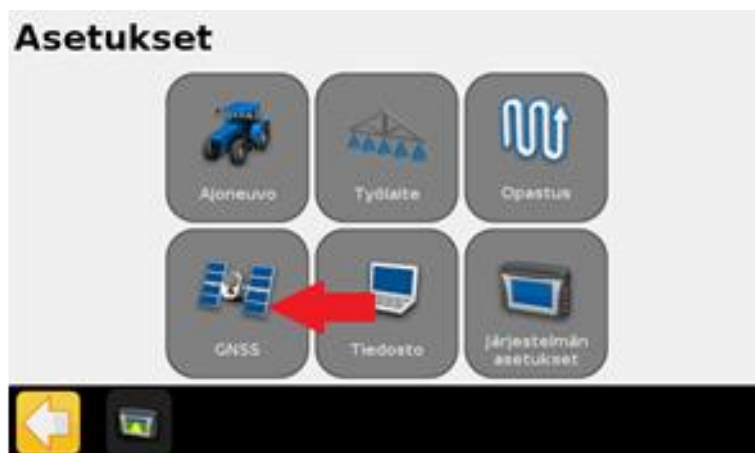 Asetukset
Ajoneuvo
Työlaite
Opastus
GNSS
Tiedosto
Järjestelmän
asetukset